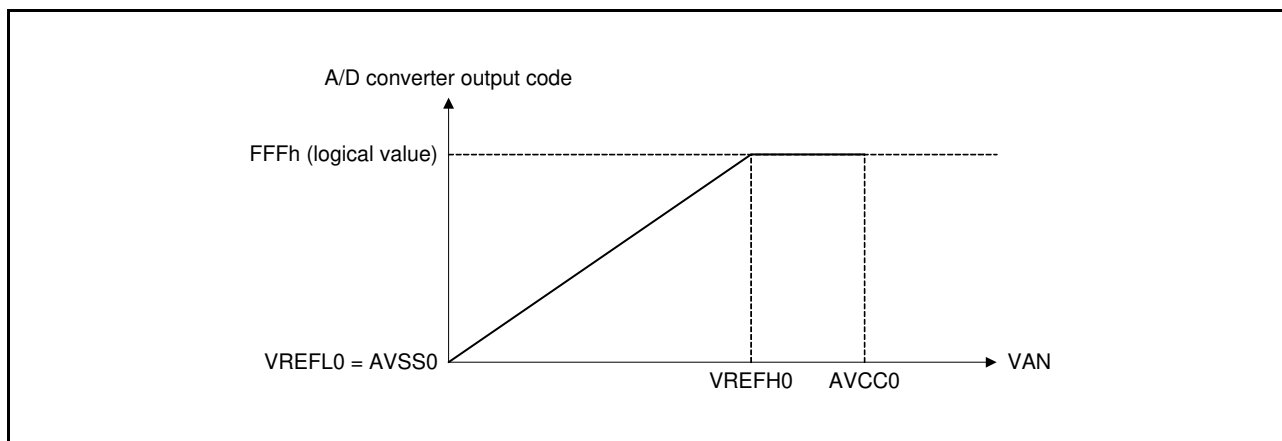 A/D converter output code
FFFh (logical value)
VREFL0 = AVSS0
VAN
VREFH0
AVCC0